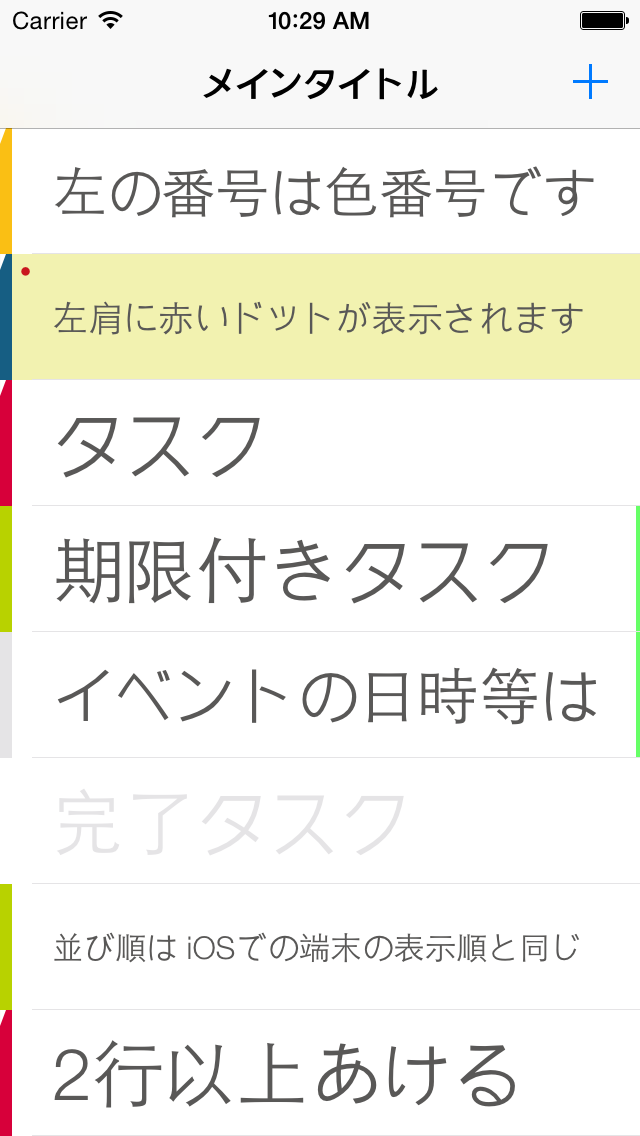 Carrier 10:29 AM
メインタイトル
左の番号は色番号です
左肩に赤いドットが表示されます
タスク
期限付きタスク
イベントの日時等は
完了タスク
並び順は iOSでの端末の表示順と同じ
2行以上あける